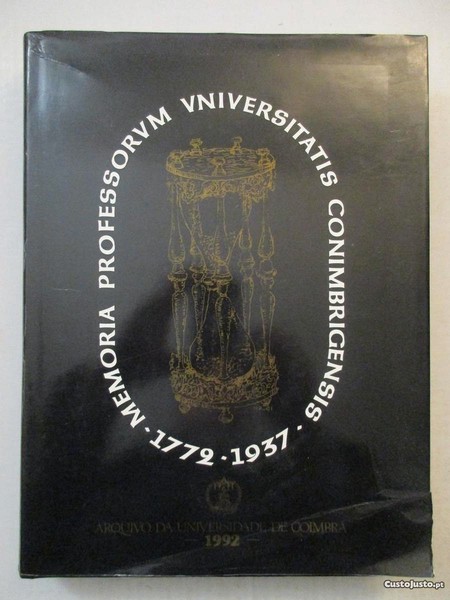 MEMORIA PROFESSORVM VNIVERSITATIS CONIMBRIGENSIS
· 1772 · 1937 ·
ARQUIVO DA UNIVERSIDADE DE COIMBRA
— 1992 —
CustoJusto.pt